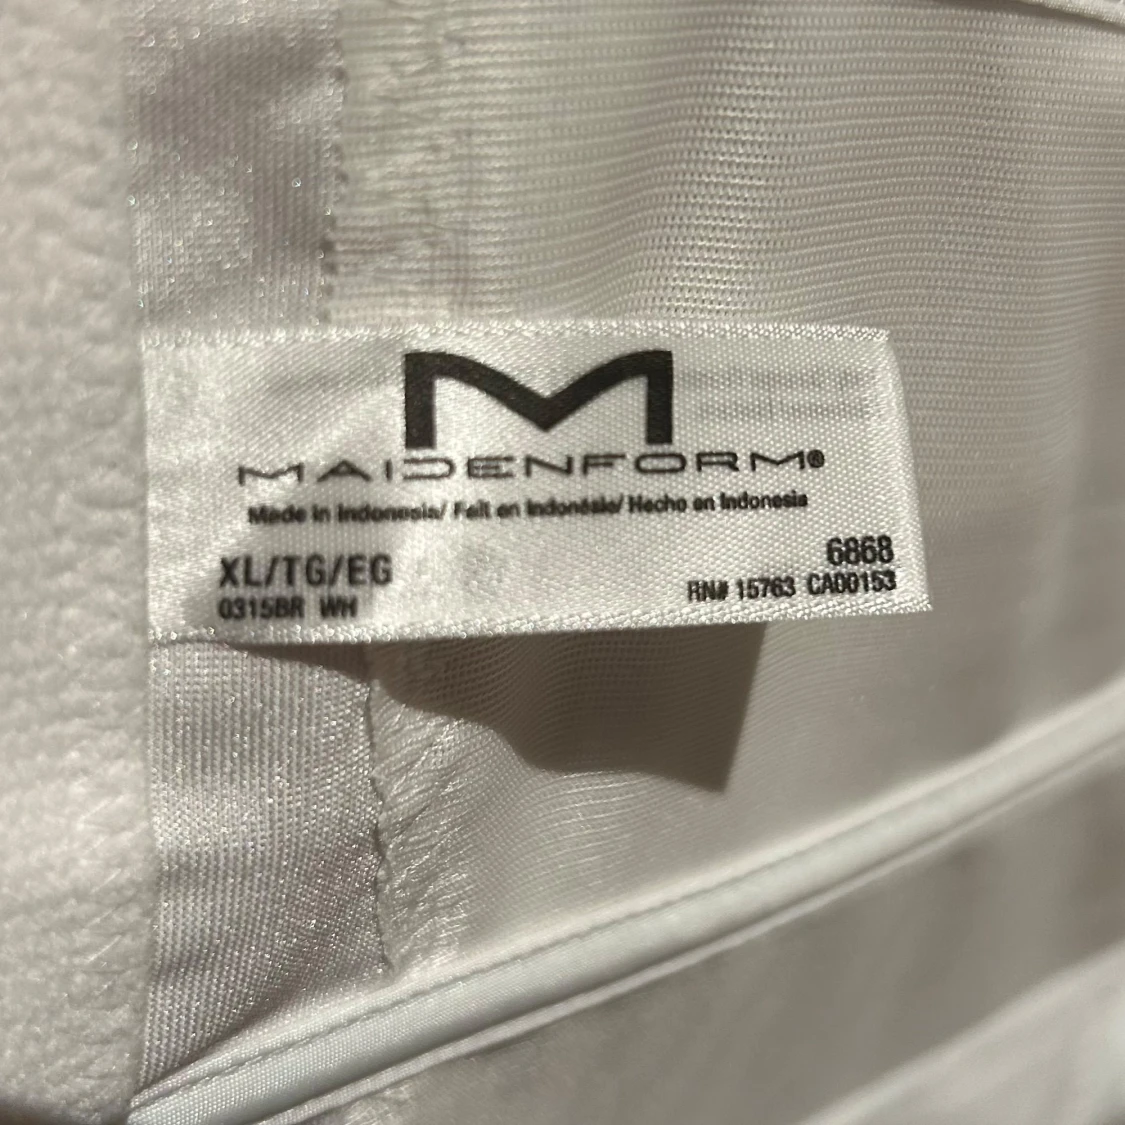 M
MAIDENFORM®
Made in Indonesia/ Fait en Indonésie/ Hecho en Indonesia
XL/TG/EG 6868
0315BR WH RN# 15763 CA00153